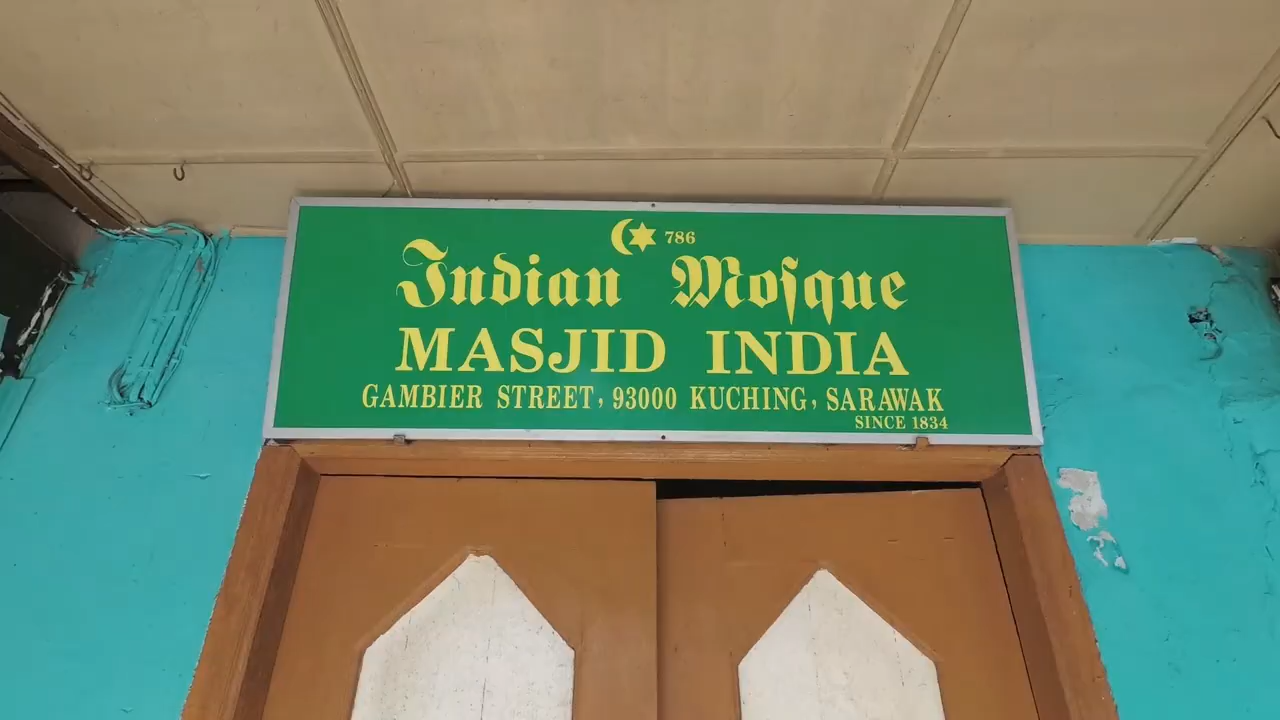 786
Indian Mosque
MASJID INDIA
GAMBIER STREET, 93000 KUCHING, SARAWAK
SINCE 1834